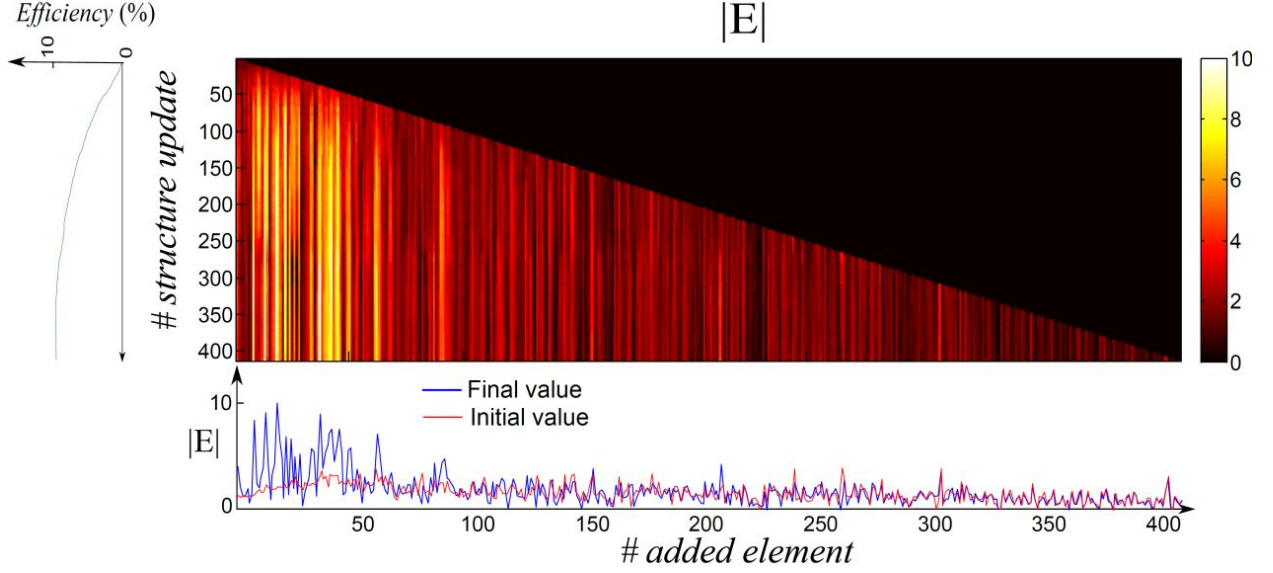 Efficiency (%)
10
0
|E|
# structure update
50
100
150
200
250
300
350
400
10
8
6
4
2
0
Final value
Initial value
10
|E|
0
50 100 150 200 250 300 350 400
# added element